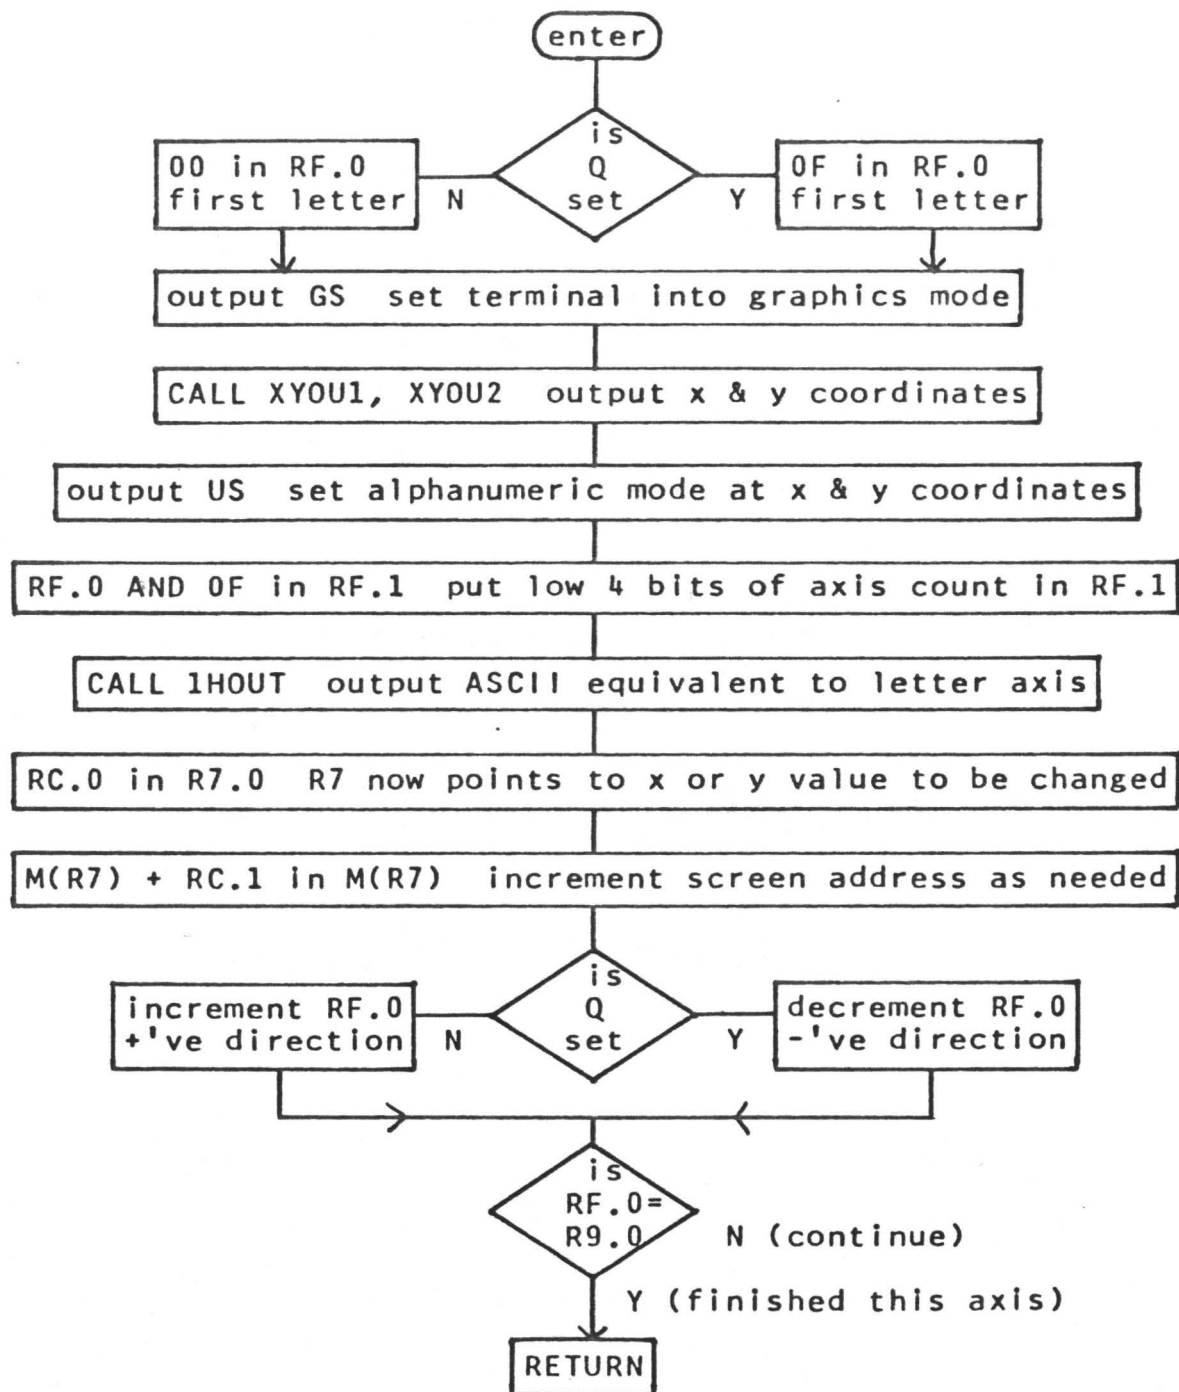 enter
is
Q
set
00 in RF.0
first letter
N
Y
0F in RF.0
first letter
output GS set terminal into graphics mode
CALL XYOU1, XYOU2 output x & y coordinates
output US set alphanumeric mode at x & y coordinates
RF.0 AND 0F in RF.1 put low 4 bits of axis count in RF.1
CALL 1HOUT output ASCII equivalent to letter axis
RC.0 in R7.0 R7 now points to x or y value to be changed
M(R7) + RC.1 in M(R7) increment screen address as needed
is
Q
set
increment RF.0
+'ve direction
N
Y
decrement RF.0
-'ve direction
is
RF.0=
R9.0
N (continue)
Y (finished this axis)
RETURN